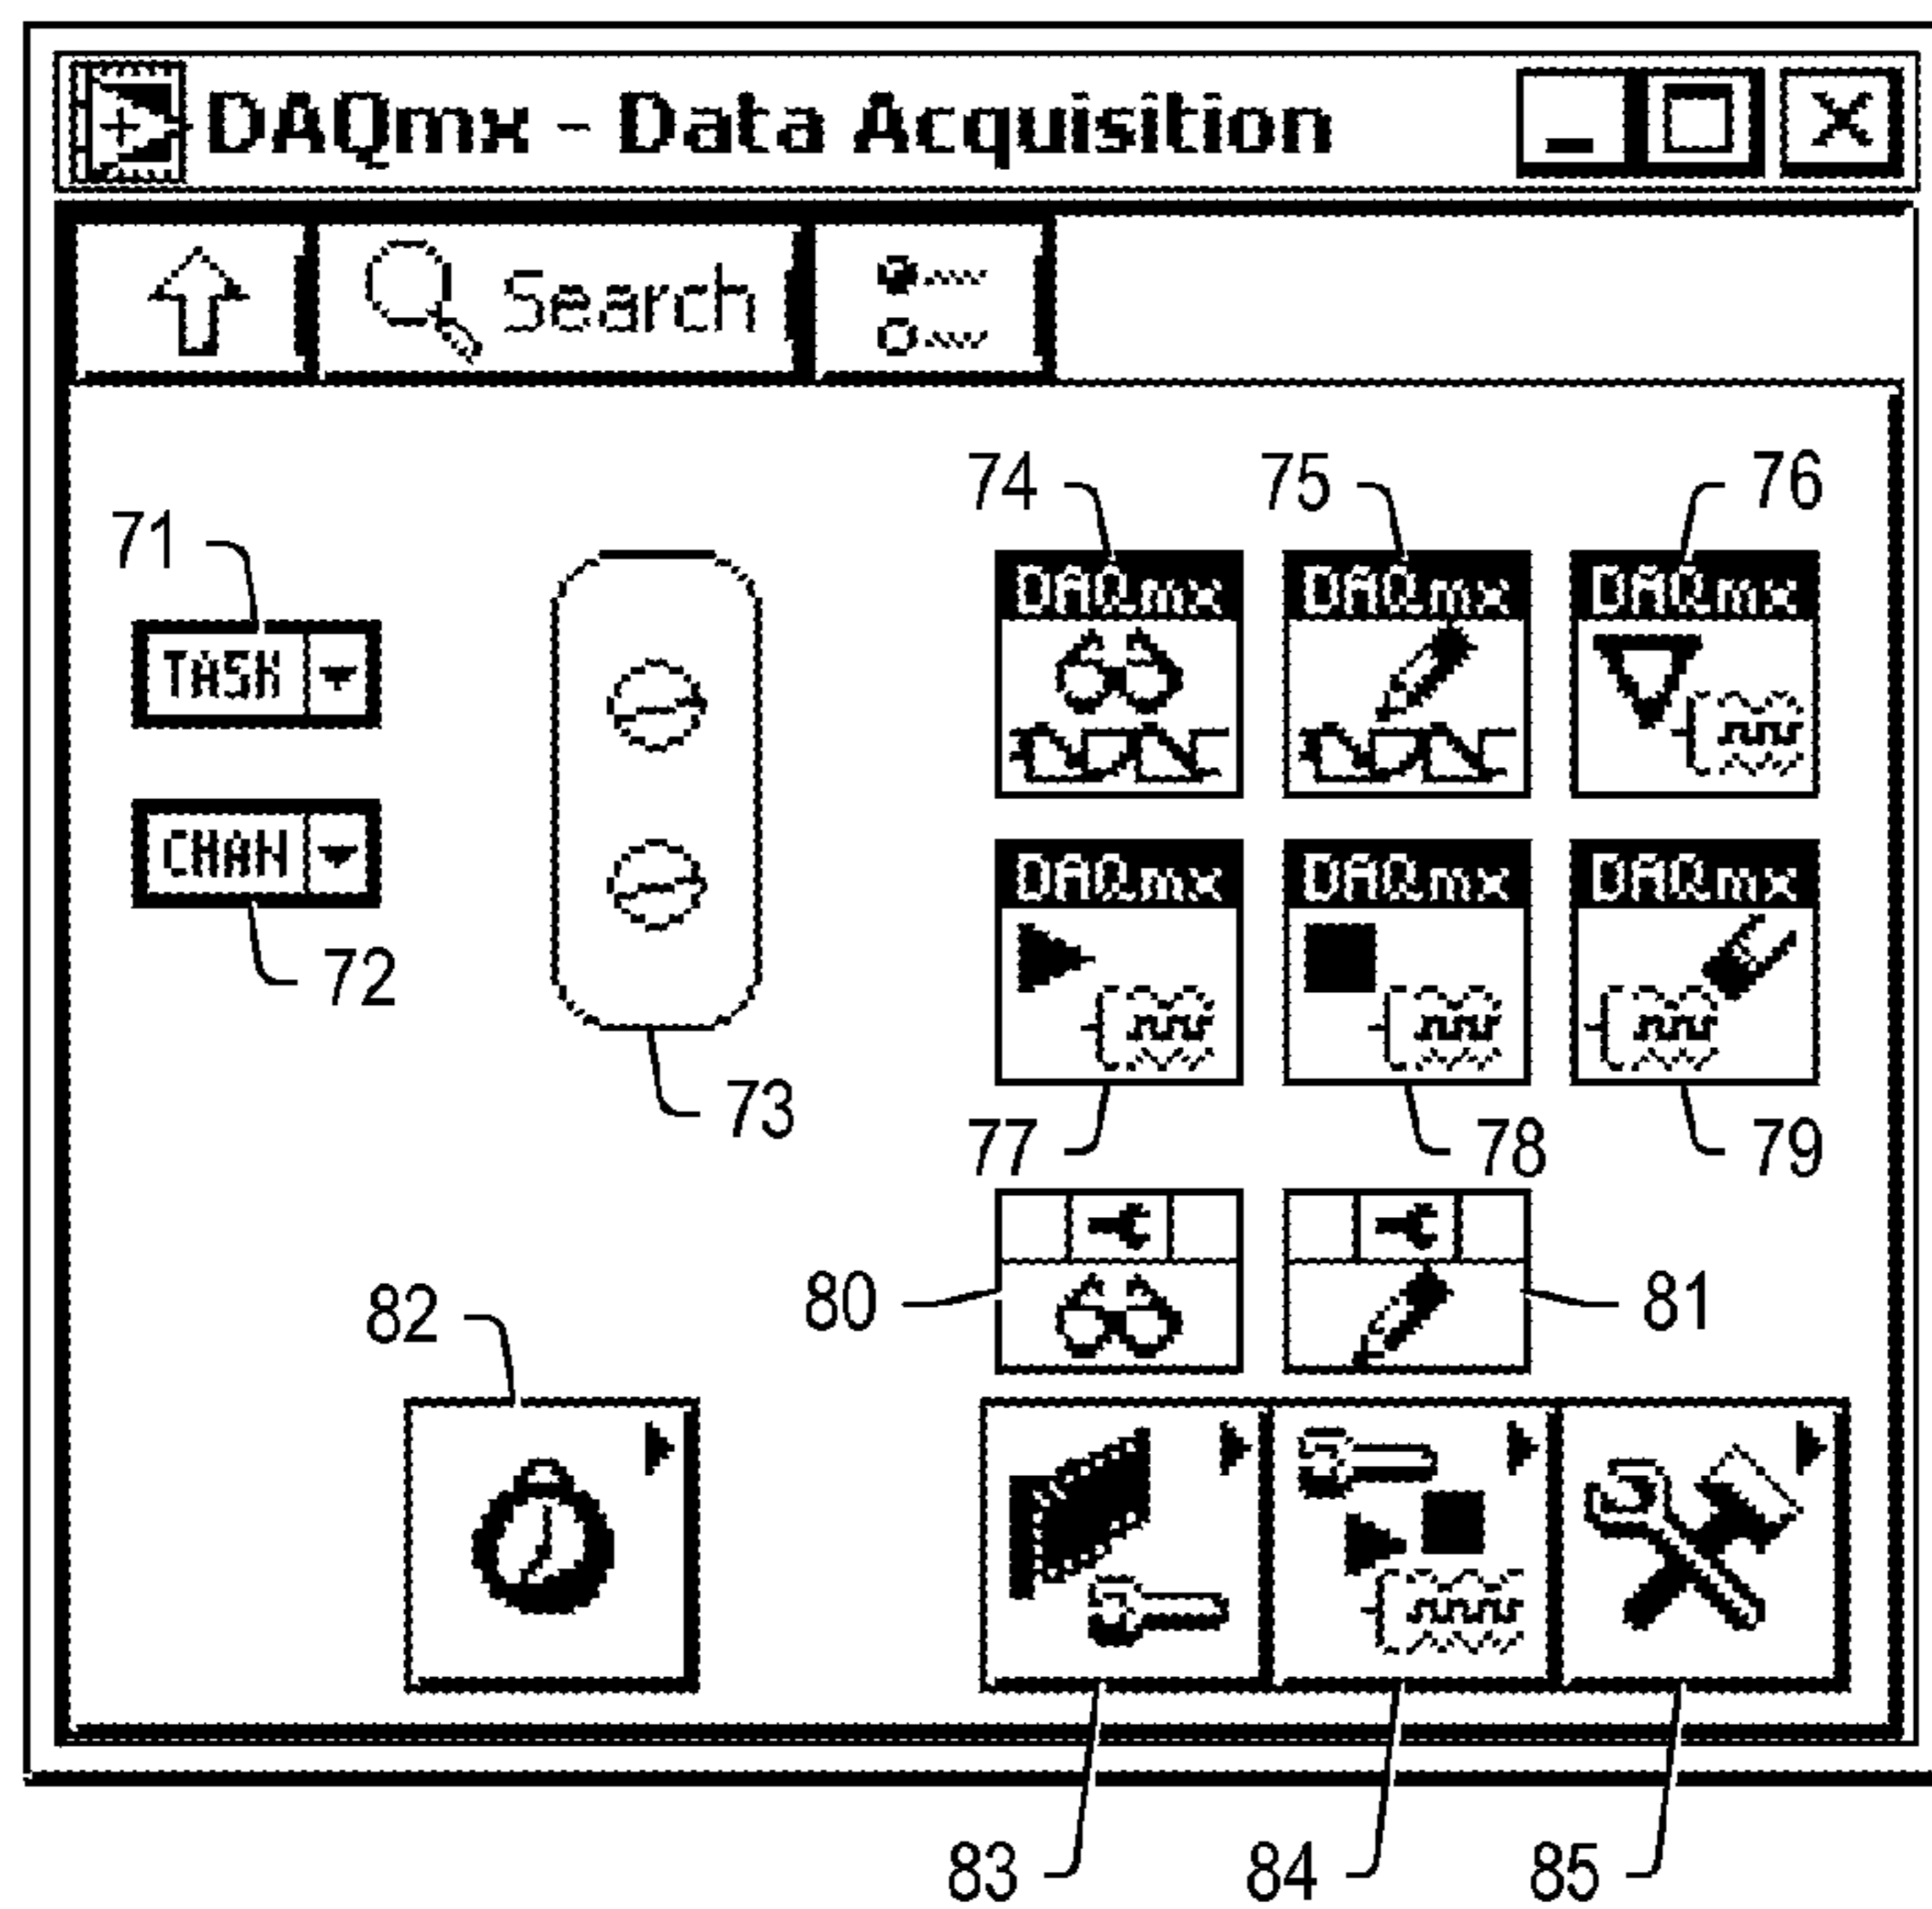 DAQmx - Data Acquisition
Search
74 75 76
71
DAQmx DAQmx DAQmx
TASK
CHAN
DAQmx DAQmx DAQmx
72
73
77 78 79
80 81
82
83 84 85